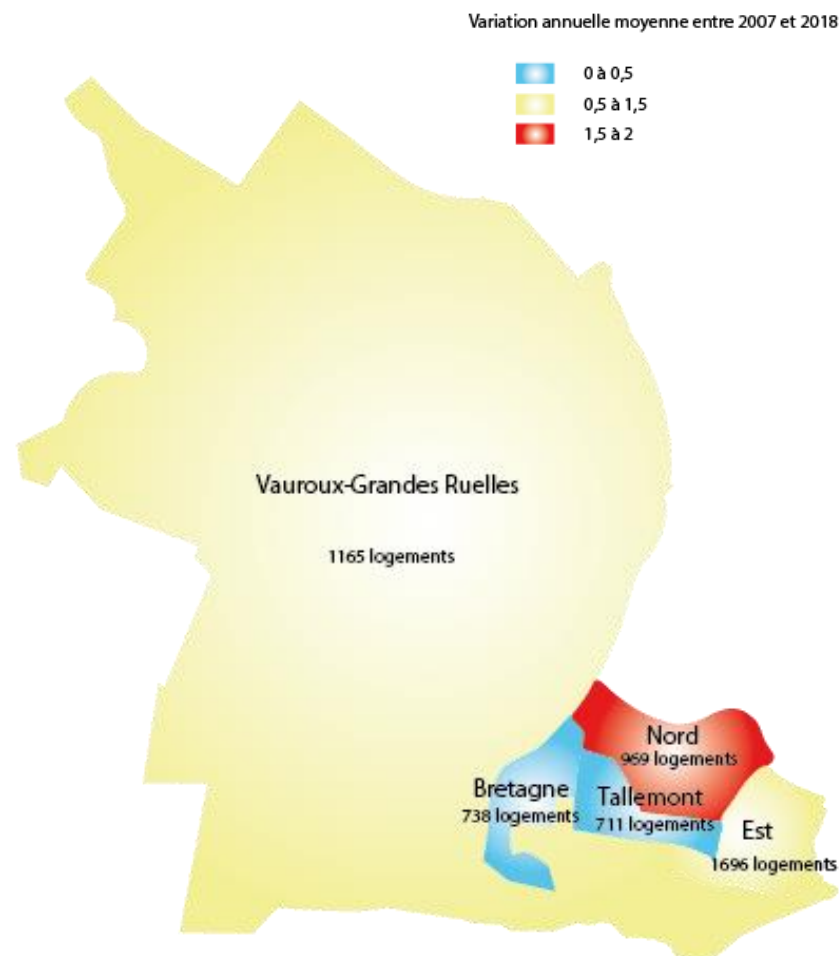 Variation annuelle moyenne entre 2007 et 2018
0 à 0,5
0,5 à 1,5
1,5 à 2
Vauroux-Grandes Ruelles
1165 logements
Nord
969 logements
Bretagne
738 logements
Tallemont
711 logements
Est
1696 logements